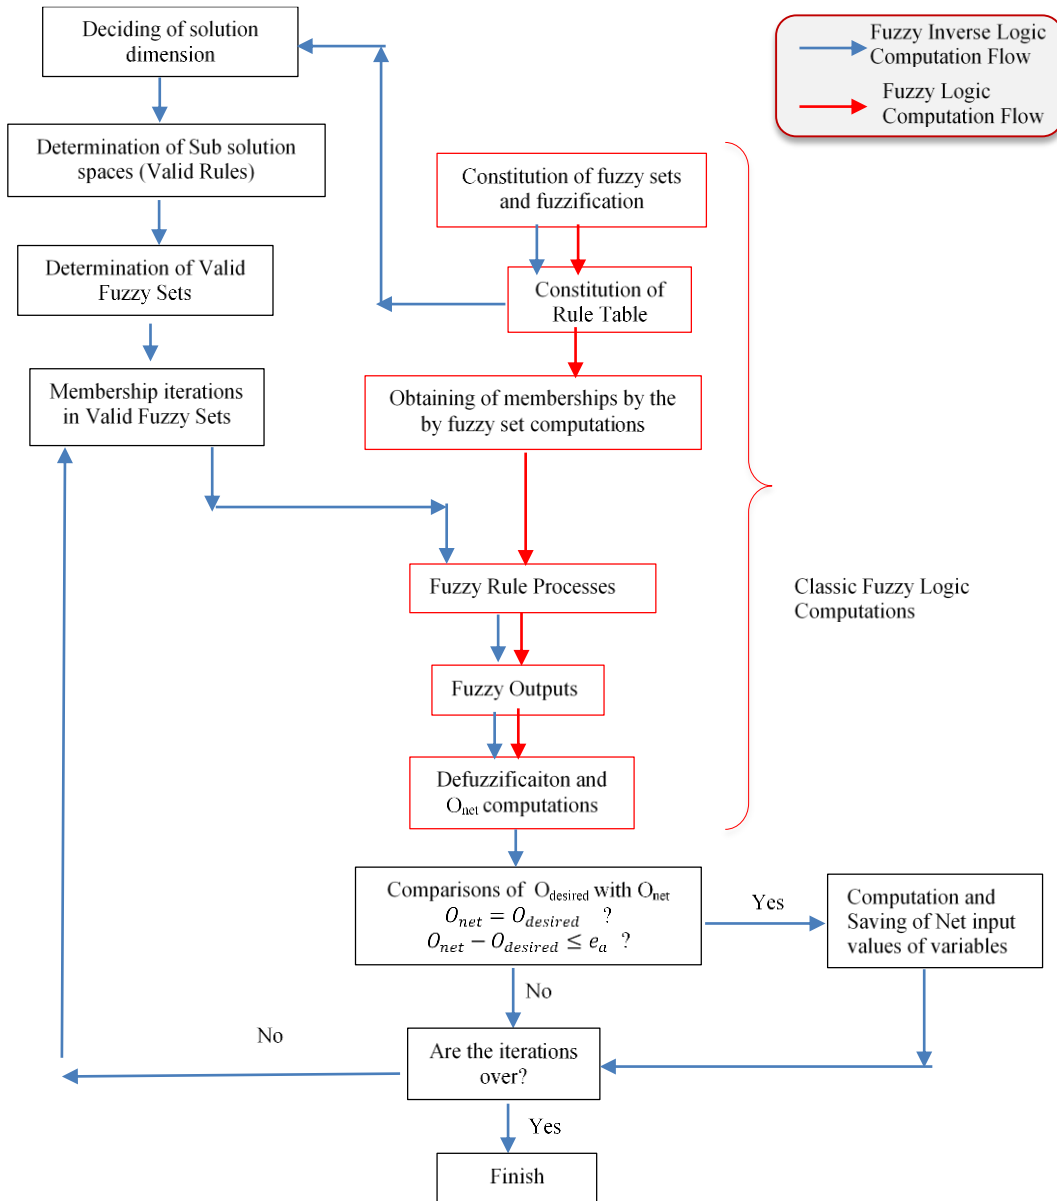 Deciding of solution
dimension
Fuzzy Inverse Logic
Computation Flow
Fuzzy Logic
Computation Flow
Determination of Sub solution
spaces (Valid Rules)
Constitution of fuzzy sets
and fuzzification
Determination of Valid
Fuzzy Sets
Constitution of
Rule Table
Membership iterations
in Valid Fuzzy Sets
Obtaining of memberships by the
by fuzzy set computations
Fuzzy Rule Processes
Classic Fuzzy Logic
Computations
Fuzzy Outputs
Defuzzificaiton and
Onet computations
Comparisons of Odesired with Onet
Onet = Odesired ?
Onet − Odesired ≤ ea ?
Yes
Computation and
Saving of Net input
values of variables
No
No
Are the iterations
over?
Yes
Finish